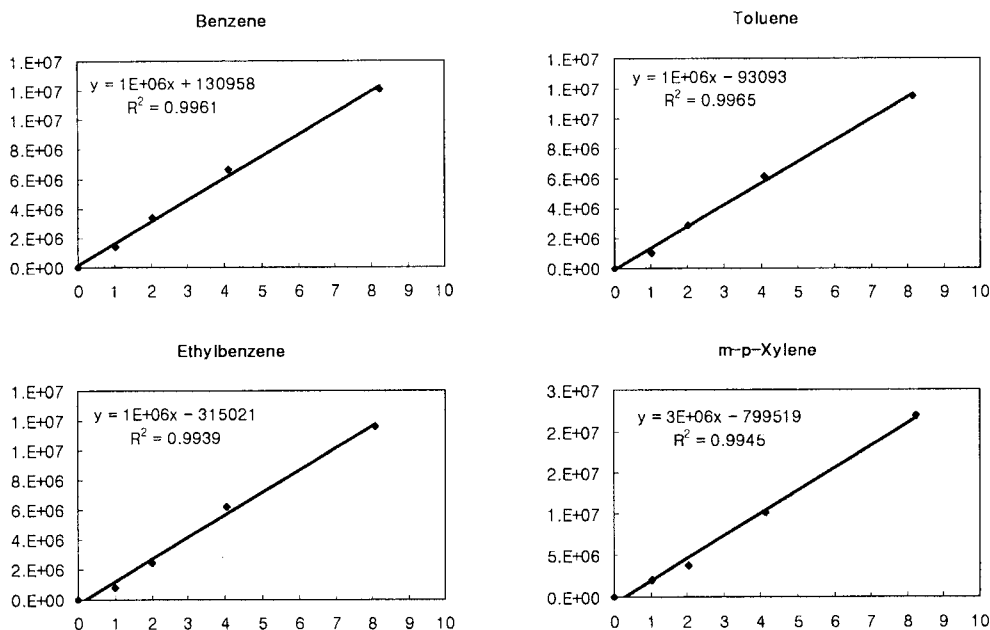 Benzene
1.E+07
1.E+07
8.E+06
6.E+06
4.E+06
2.E+06
0.E+00
y = 1E+06x + 130958
R² = 0.9961
0 1 2 3 4 5 6 7 8 9 10
Toluene
1.E+07
1.E+07
8.E+06
6.E+06
4.E+06
2.E+06
0.E+00
y = 1E+06x - 93093
R² = 0.9965
0 1 2 3 4 5 6 7 8 9 10
Ethylbenzene
1.E+07
1.E+07
8.E+06
6.E+06
4.E+06
2.E+06
0.E+00
y = 1E+06x - 315021
R² = 0.9939
0 1 2 3 4 5 6 7 8 9 10
m-p-Xylene
3.E+07
2.E+07
2.E+07
1.E+07
5.E+06
0.E+00
y = 3E+06x - 799519
R² = 0.9945
0 1 2 3 4 5 6 7 8 9 10